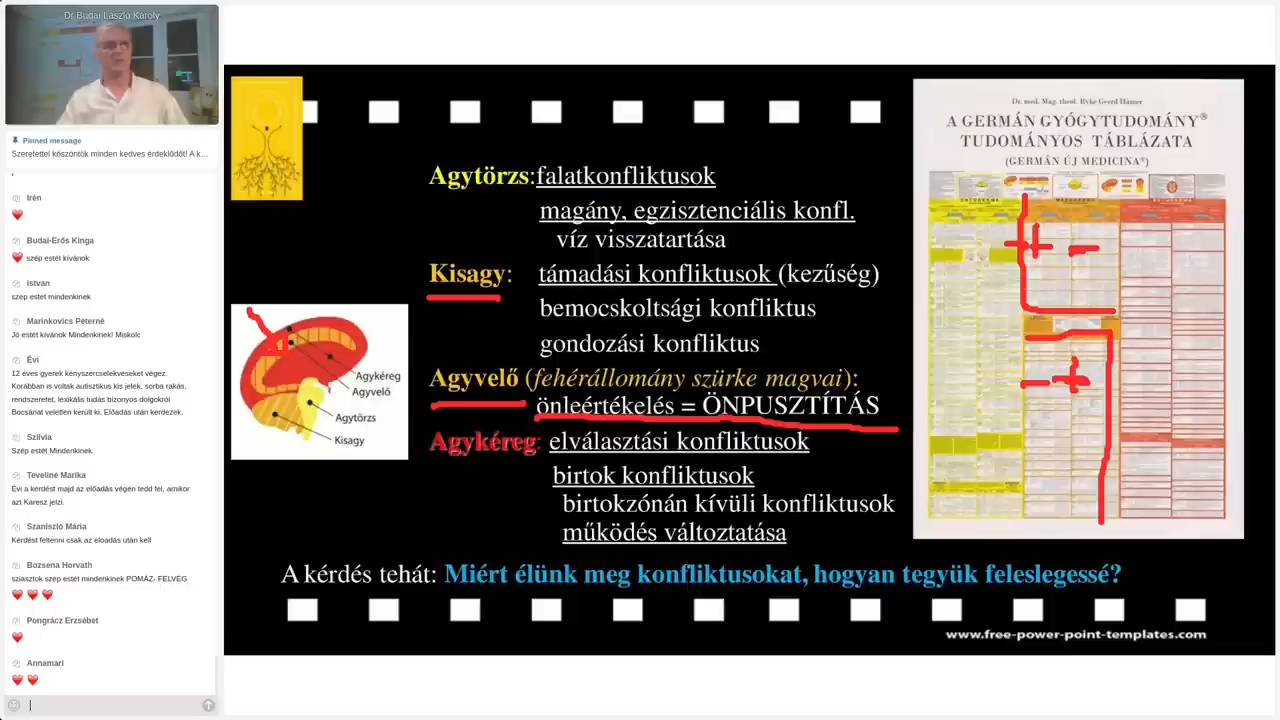 Dr Budai László Károly
Pinned message
Szeretettel köszöntök minden kedves érdeklődőt! A k...
Irén
Budai-Erős Kinga
szép estét kívánok
istvan
szep estet mindenkinek
Marinkovics Péterné
Jó estét kívánok Mindenkinek! Miskolc
Évi
12 éves gyerek kényszercselekvéseket végez.
Korábban is voltak autisztikus kis jelek, sorba rakás,
rendszeretet, lexikális tudás bizonyos dolgokról
Bocsánat veletlen került ki. Előadás után kerdezek.
Szilvia
Szép estét Mindenkinek.
Teveliné Marika
Évi a kérdést majd az előadás végén tedd fel, amikor
azt Karesz jelzi.
Szaniszló Mária
Kérdést feltenni csak az eloadás után kell
Bozsena Horvath
sziasztok szép estét mindenkinek POMÁZ- FELVÉG
Pongrácz Erzsébet
Annamari
Agytörzs:falatkonfliktusok
magány, egzisztenciális konfl.
víz visszatartása
Kisagy: támadási konfliktusok (kezűség)
bemocskoltsági konfliktus
gondozási konfliktus
Agyvelő (fehérállomány szürke magvai):
önleértékelés = ÖNPUSZTÍTÁS
Agykéreg: elválasztási konfliktusok
birtok konfliktusok
birtokzónán kívüli konfliktusok
működés változtatása
A kérdés tehát: Miért élünk meg konfliktusokat, hogyan tegyük feleslegessé?
www.free-power-point-templates.com
Agykéreg
Agyvelő
Agytörzs
Kisagy
Dr. med. Mag. theol. Ryke Geerd Hamer
A GERMÁN GYÓGYTUDOMÁNY®
TUDOMÁNYOS TÁBLÁZATA
(GERMÁN ÚJ MEDICINA®)